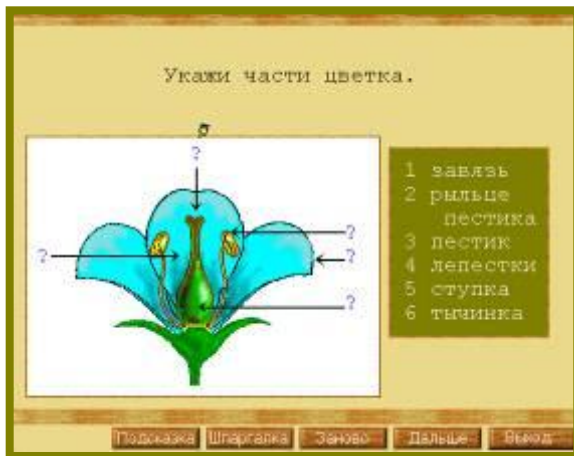 Укажи части цветка.
?
?
?
?
?
1 завязь
2 рыльце
пестика
3 пестик
4 лепестки
5 ступка
6 тычинка
Подсказка Шпаргалка Заново Дальше Выход